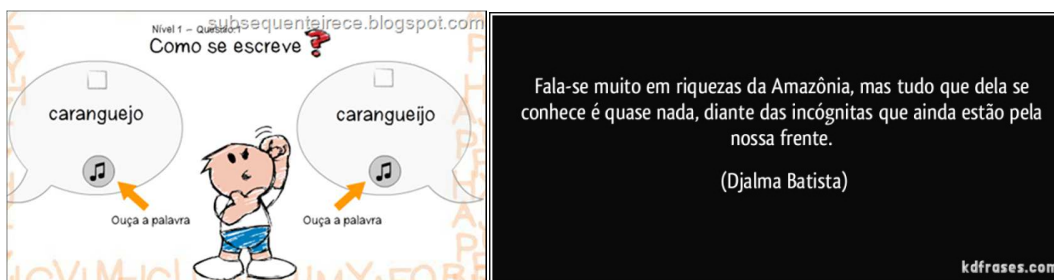 subsequenteirece.blogspot.com
Nível 1 – Questão:1
Como se escreve ?
caranguejo
carangueijo
Ouça a palavra
Ouça a palavra
Fala-se muito em riquezas da Amazônia, mas tudo que dela se
conhece é quase nada, diante das incógnitas que ainda estão pela
nossa frente.
(Djalma Batista)
kdfrases.com